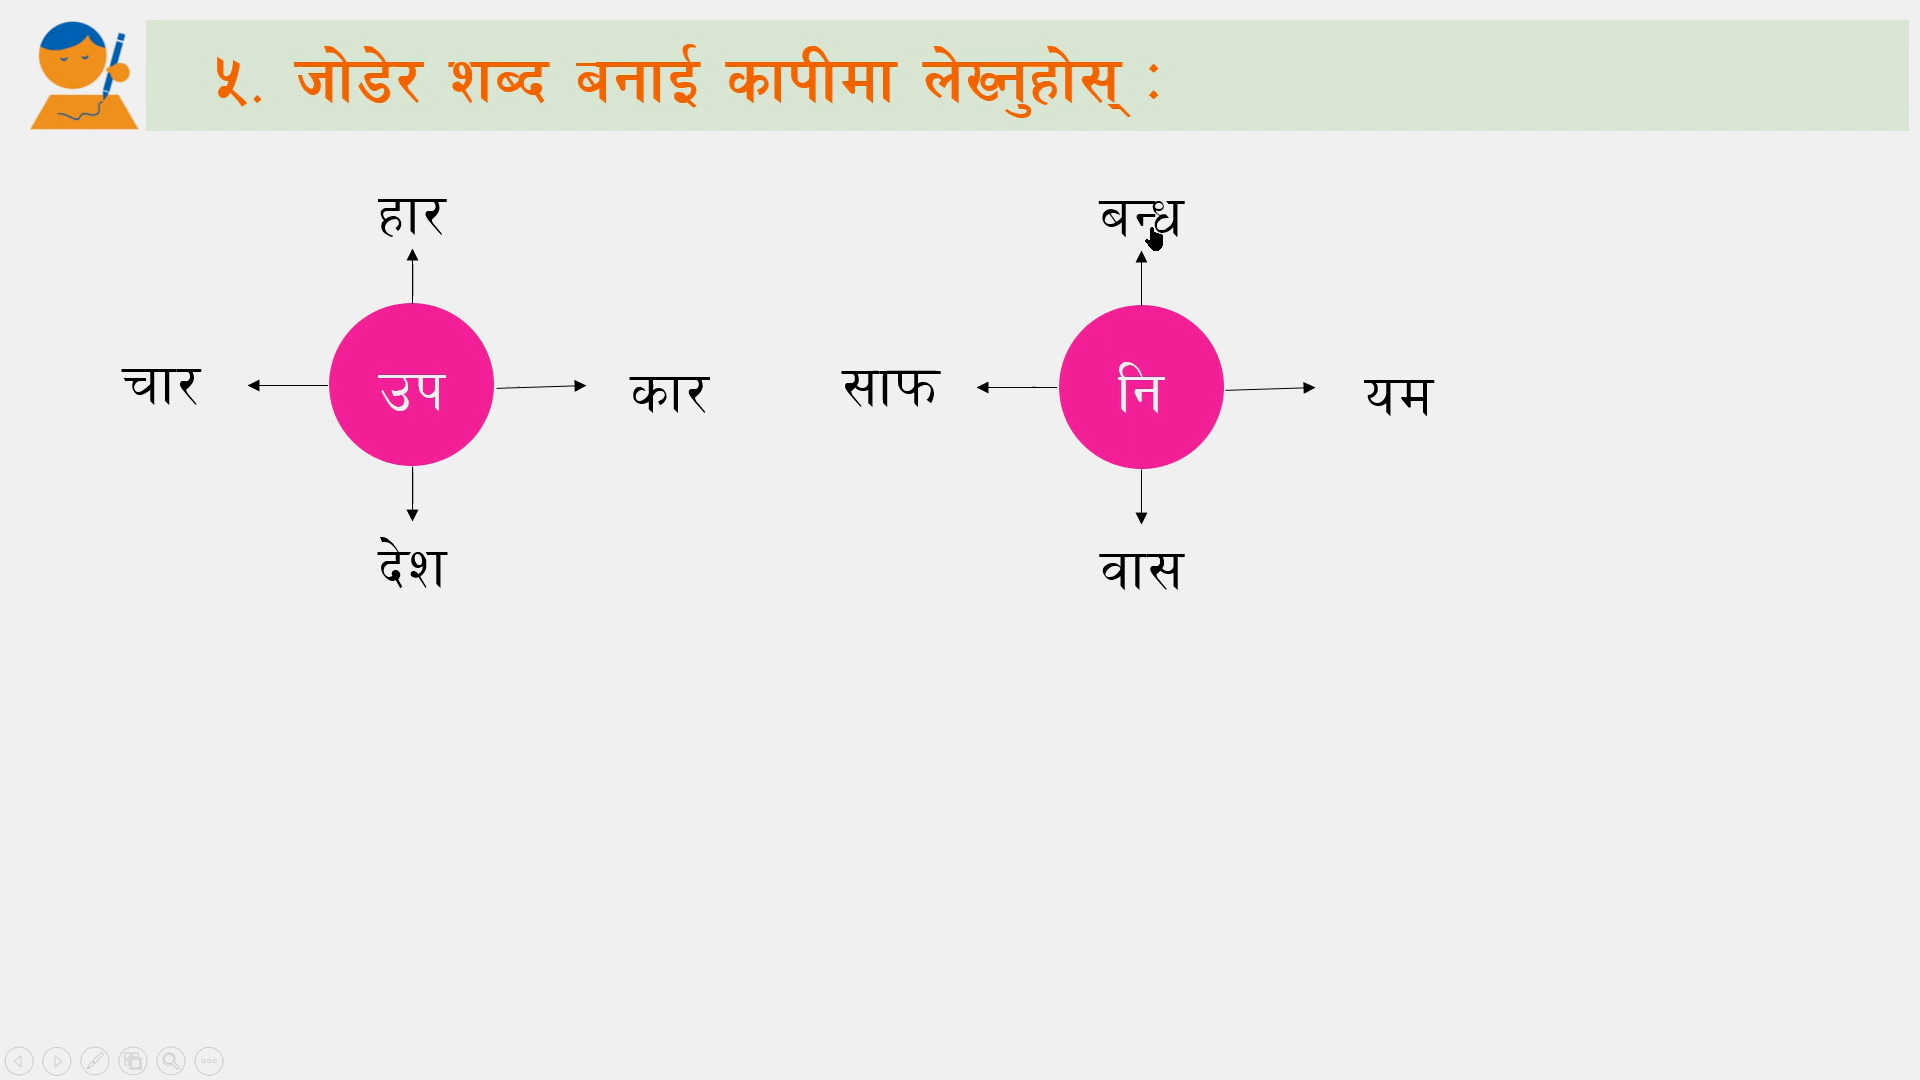 ५. जोडेर शब्द बनाई कापीमा लेख्नुहोस् :
हार
चार
उप
कार
देश
बन्ध
साफ
नि
यम
वास